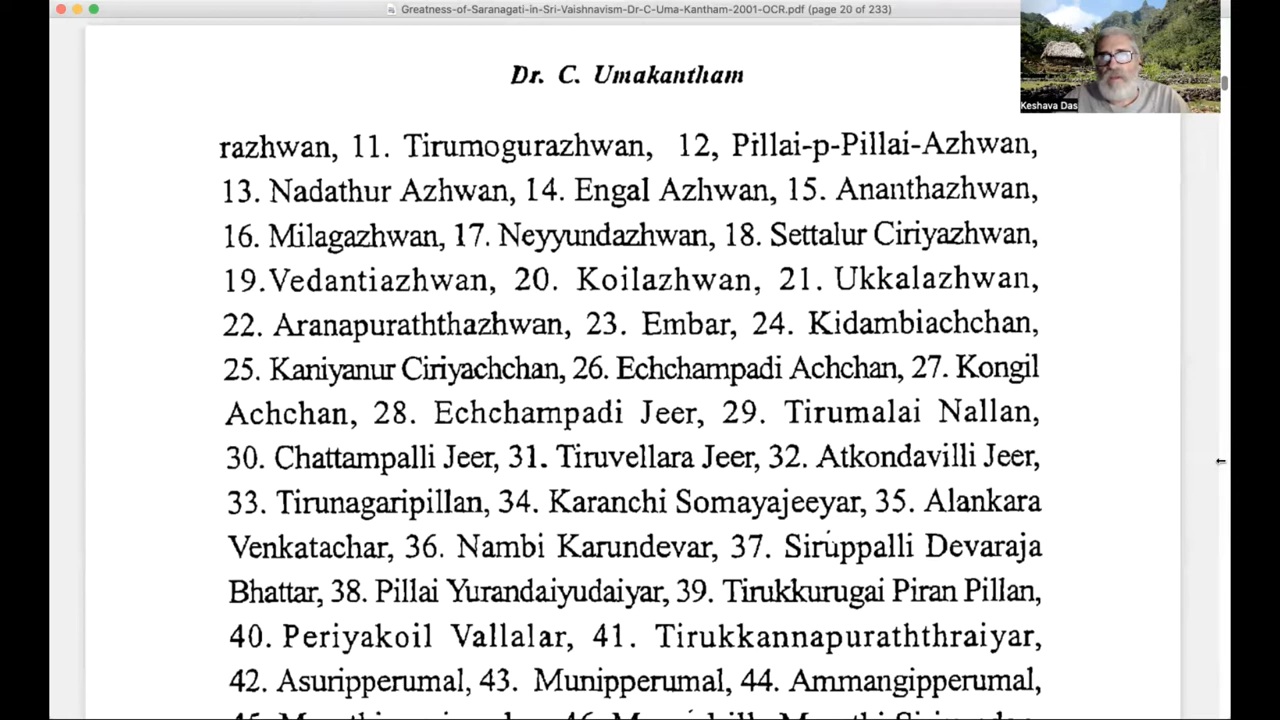 Greatness-of-Saranagati-in-Sri-Vaishnavism-Dr-C-Uma-Kantham-2001-OCR.pdf (page 20 of 233)
Keshava Das
Dr. C. Umakantham
razhwan, 11. Tirumogurazhwan, 12, Pillai-p-Pillai-Azhwan,
13. Nadathur Azhwan, 14. Engal Azhwan, 15. Ananthazhwan,
16. Milagazhwan, 17. Neyyundazhwan, 18. Settalur Ciriyazhwan,
19.Vedantiazhwan, 20. Koilazhwan, 21. Ukkalazhwan,
22. Aranapuraththazhwan, 23. Embar, 24. Kidambiachchan,
25. Kaniyanur Ciriyachchan, 26. Echchampadi Achchan, 27. Kongil
Achchan, 28. Echchampadi Jeer, 29. Tirumalai Nallan,
30. Chattampalli Jeer, 31. Tiruvellara Jeer, 32. Atkondavilli Jeer,
33. Tirunagaripillan, 34. Karanchi Somayajeeyar, 35. Alankara
Venkatachar, 36. Nambi Karundevar, 37. Siruppalli Devaraja
Bhattar, 38. Pillai Yurandaiyudaiyar, 39. Tirukkurugai Piran Pillan,
40. Periyakoil Vallalar, 41. Tirukkannapuraththraiyar,
42. Asuripperumal, 43. Munipperumal, 44. Ammangipperumal,